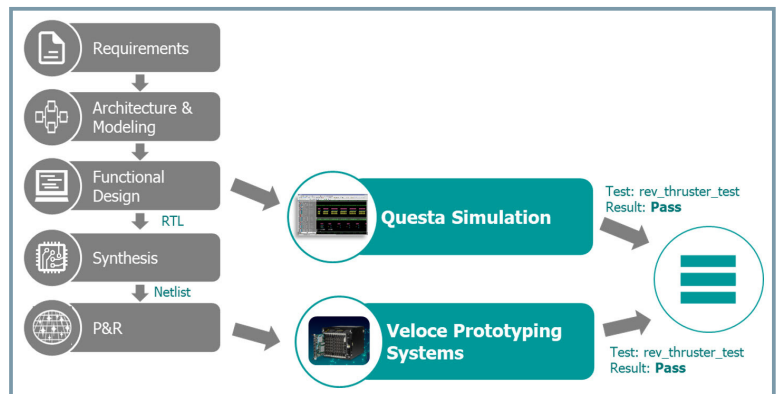 Requirements
Architecture &
Modeling
Functional
Design
RTL
Synthesis
Netlist
P&R
Questa Simulation
Veloce Prototyping
Systems
Test: rev_thruster_test
Result: Pass
Test: rev_thruster_test
Result: Pass